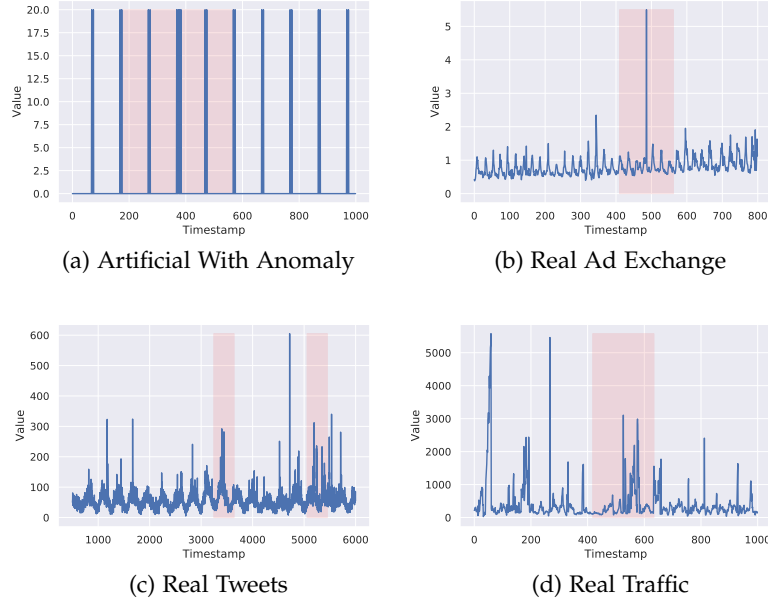 20.0
17.5
15.0
12.5
10.0
7.5
5.0
2.5
0.0
Value
0 200 400 600 800 1000
Timestamp
(a) Artificial With Anomaly
5
4
3
2
1
0
Value
0 100 200 300 400 500 600 700 800
Timestamp
(b) Real Ad Exchange
600
500
400
300
200
100
0
Value
1000 2000 3000 4000 5000 6000
Timestamp
(c) Real Tweets
5000
4000
3000
2000
1000
0
Value
0 200 400 600 800 1000
Timestamp
(d) Real Traffic